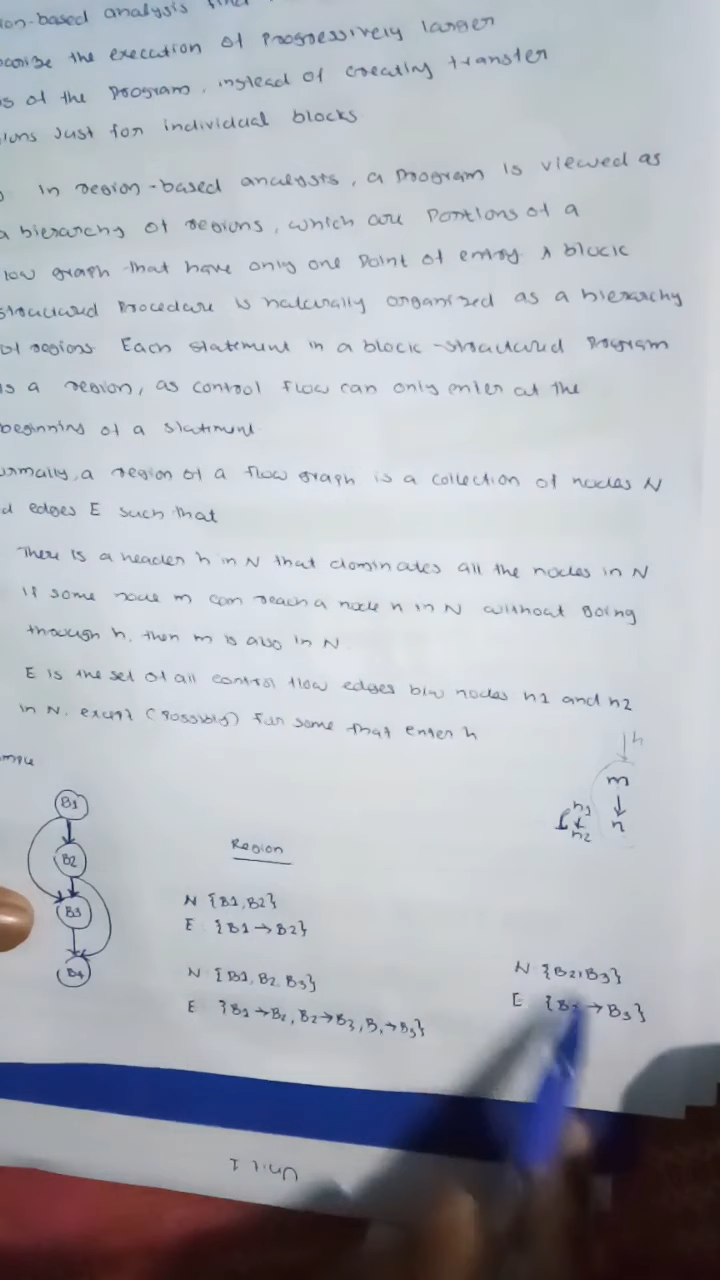 ion-based analysis
the execution of progressively larger
s of the program, instead of creating transfer
ions Just for individual blocks
In region-based analysis, a program is viewed as
a hierarchy of regions, which are portions of a
low graph that have only one point of entry A block
structured procedure is naturally organized as a hierarchy
of regions. Each statement in a block-structured program
is a region, as control flow can only enter at the
beginning of a statment
ormally, a region of a flow graph is a collection of nodes N
d edges E such that
There is a header h in N that dominates all the nodes in N
If some node m can reach a node n in N without going
through h, then m is also in N.
E is the set of all control flow edges b/w nodes n1 and n2
in N, except (possibly) for some that enter h
h
m
n
n1
n2
B1
B2
B3
B4
Region
N {B1,B2}
E {B1→B2}
N {B1, B2 B3}
E {B1→B2, B2→B3, B1→B3}
N {B2,B3}
E {B2→B3}
Unit I